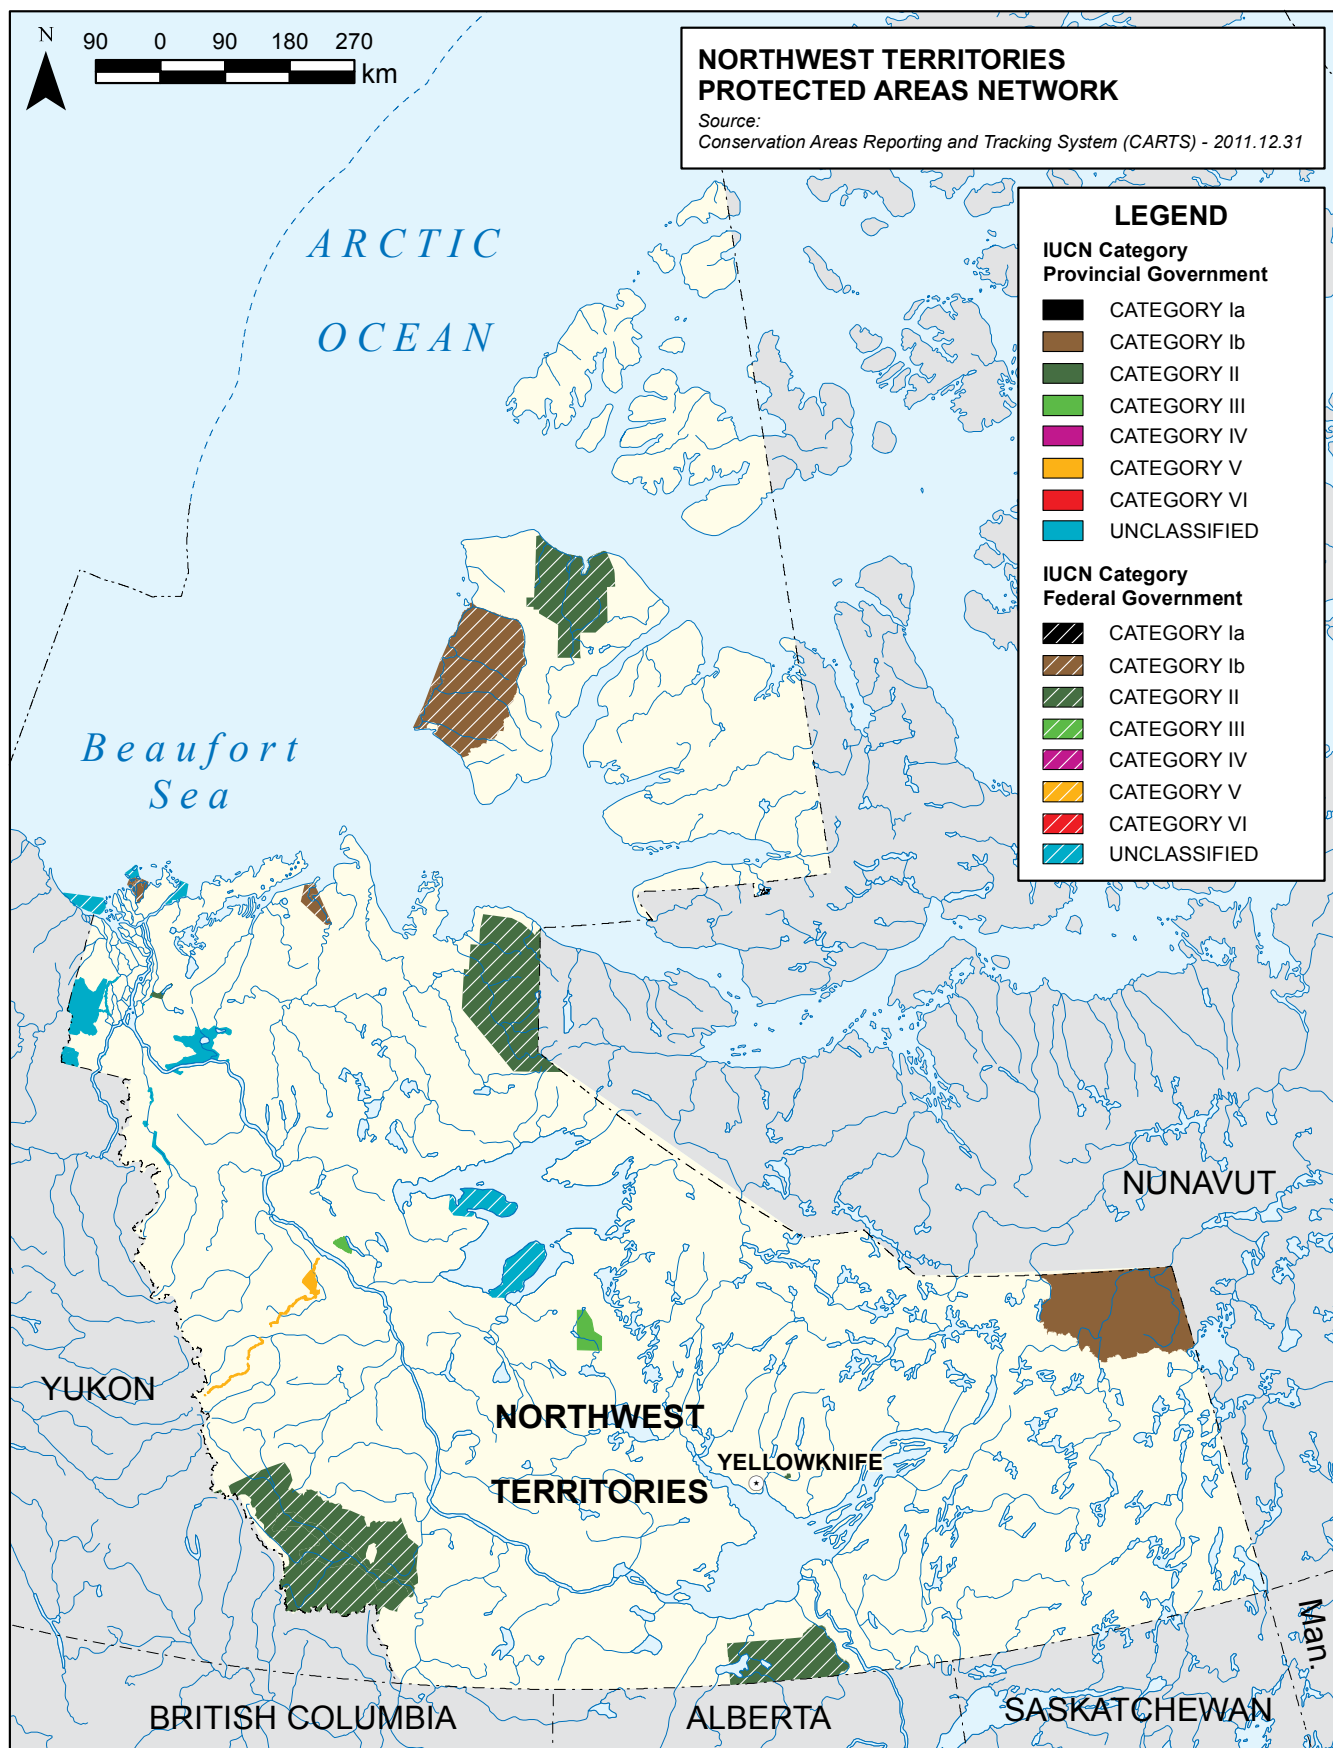 N
90 0 90 180 270
km
NORTHWEST TERRITORIES
PROTECTED AREAS NETWORK
Source:
Conservation Areas Reporting and Tracking System (CARTS) - 2011.12.31
LEGEND
IUCN Category
Provincial Government
CATEGORY Ia
CATEGORY Ib
CATEGORY II
CATEGORY III
CATEGORY IV
CATEGORY V
CATEGORY VI
UNCLASSIFIED
IUCN Category
Federal Government
CATEGORY Ia
CATEGORY Ib
CATEGORY II
CATEGORY III
CATEGORY IV
CATEGORY V
CATEGORY VI
UNCLASSIFIED
ARCTIC
OCEAN
Beaufort
Sea
NUNAVUT
YUKON
NORTHWEST
TERRITORIES
YELLOWKNIFE
Man.
BRITISH COLUMBIA
ALBERTA
SASKATCHEWAN